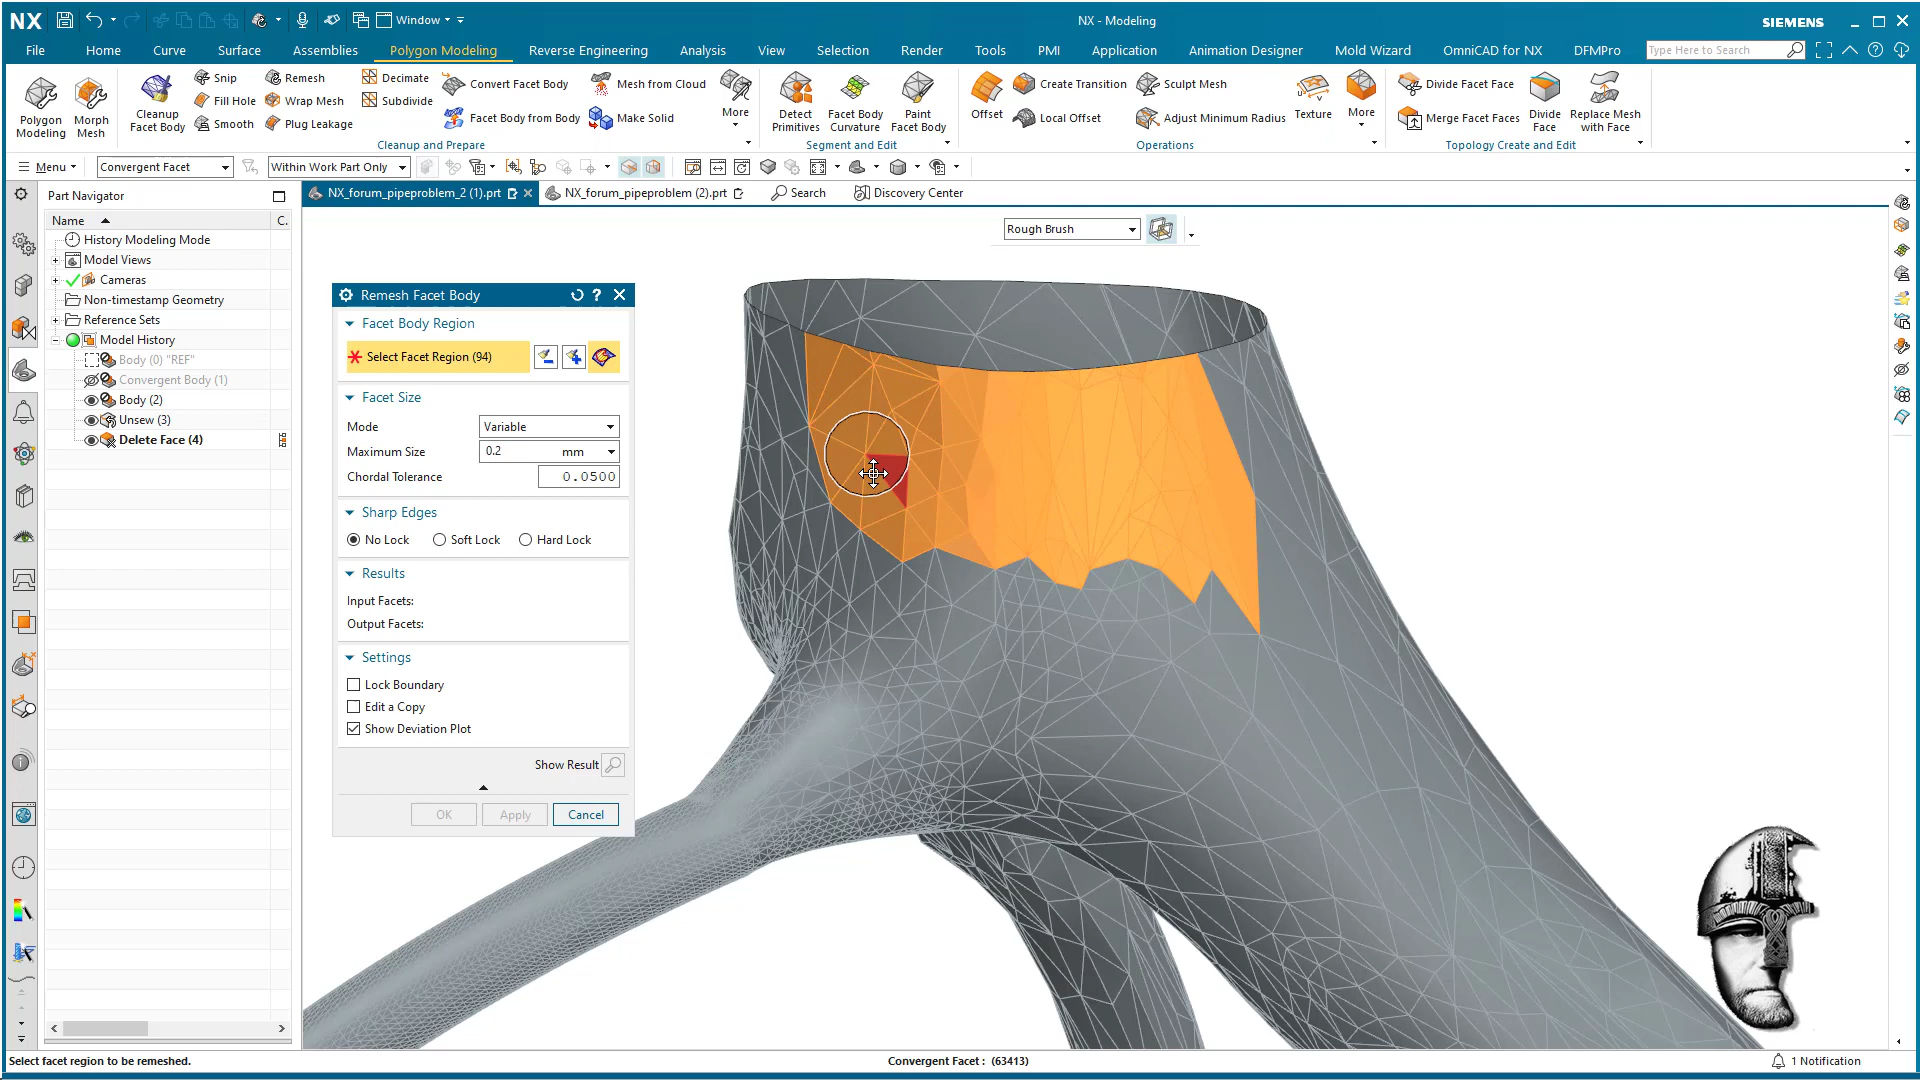 NX Window NX - Modeling SIEMENS
File Home Curve Surface Assemblies Polygon Modeling Reverse Engineering Analysis View Selection Render Tools PMI Application Animation Designer Mold Wizard OmniCAD for NX DFMPro Type Here to Search
Polygon Modeling
Morph Mesh
Cleanup Facet Body
Snip
Fill Hole
Smooth
Remesh
Wrap Mesh
Plug Leakage
Decimate
Subdivide
Convert Facet Body
Facet Body from Body
Mesh from Cloud
Make Solid
More
Cleanup and Prepare
Detect Primitives
Facet Body Curvature
Paint Facet Body
Segment and Edit
Offset
Create Transition
Local Offset
Sculpt Mesh
Adjust Minimum Radius
Texture
More
Operations
Divide Facet Face
Merge Facet Faces
Divide Face
Replace Mesh with Face
Topology Create and Edit
Menu Convergent Facet Within Work Part Only
Part Navigator
NX_forum_pipeproblem_2 (1).prt NX_forum_pipeproblem (2).prt Search Discovery Center
Name C.
History Modeling Mode
Model Views
Cameras
Non-timestamp Geometry
Reference Sets
Model History
Body (0) "REF"
Convergent Body (1)
Body (2)
Unsew (3)
Delete Face (4)
Rough Brush
Remesh Facet Body
Facet Body Region
Select Facet Region (94)
Facet Size
Mode Variable
Maximum Size 0.2 mm
Chordal Tolerance 0.0500
Sharp Edges
No Lock Soft Lock Hard Lock
Results
Input Facets:
Output Facets:
Settings
Lock Boundary
Edit a Copy
Show Deviation Plot
Show Result
OK Apply Cancel
Select facet region to be remeshed. Convergent Facet : (63413) 1 Notification